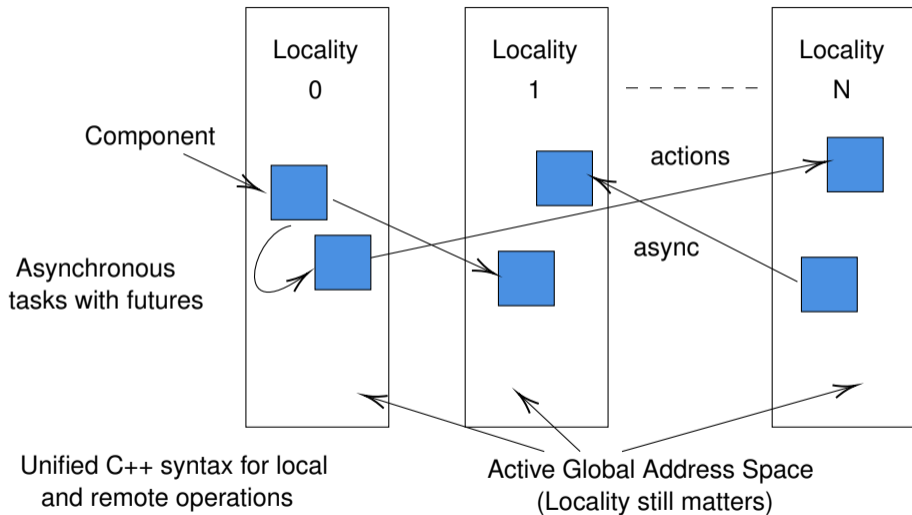 Locality
0
Locality
1
Locality
N
Component
actions
async
Asynchronous
tasks with futures
Unified C++ syntax for local
and remote operations
Active Global Address Space
(Locality still matters)